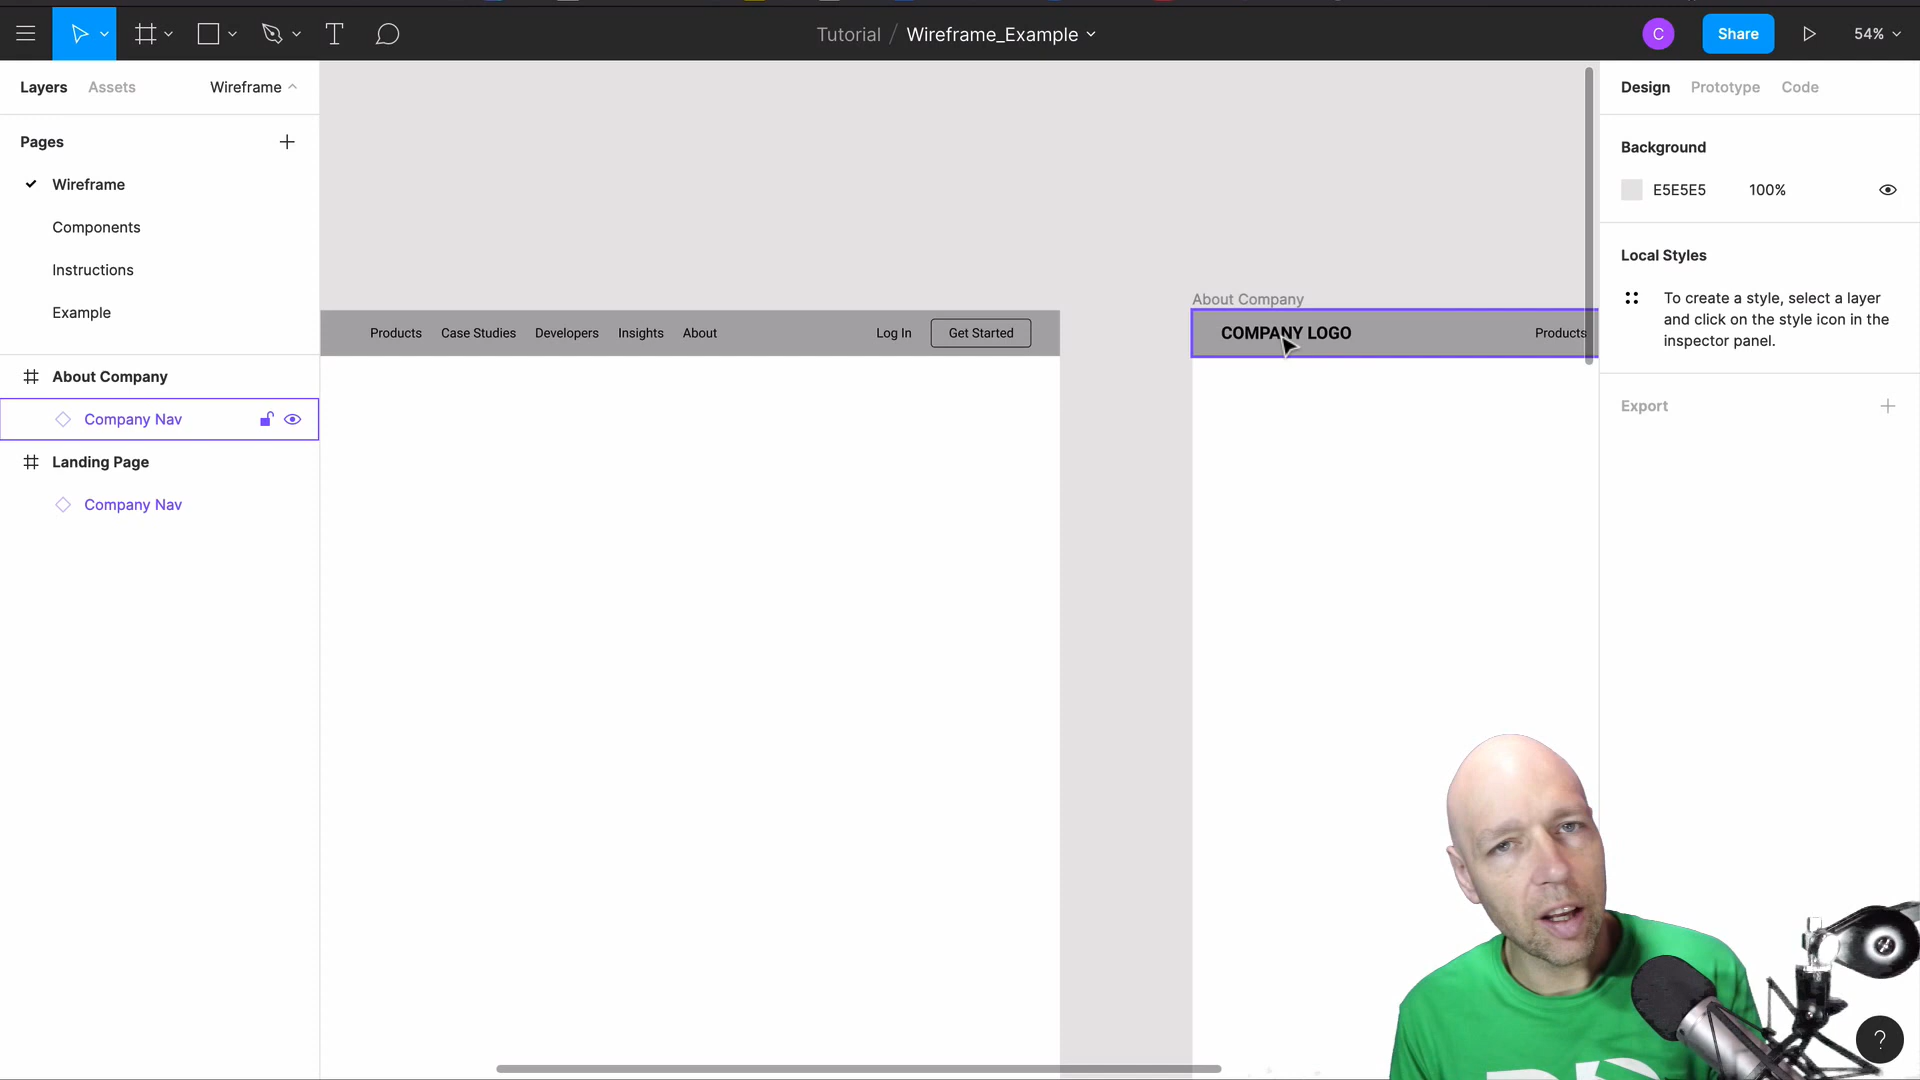 Tutorial / Wireframe_Example
C
Share
54%
Layers
Assets
Wireframe
Pages
Wireframe
Components
Instructions
Example
About Company
Company Nav
Landing Page
Company Nav
Products
Case Studies
Developers
Insights
About
Log In
Get Started
About Company
COMPANY LOGO
Products
Design
Prototype
Code
Background
E5E5E5
100%
Local Styles
To create a style, select a layer
and click on the style icon in the
inspector panel.
Export
?